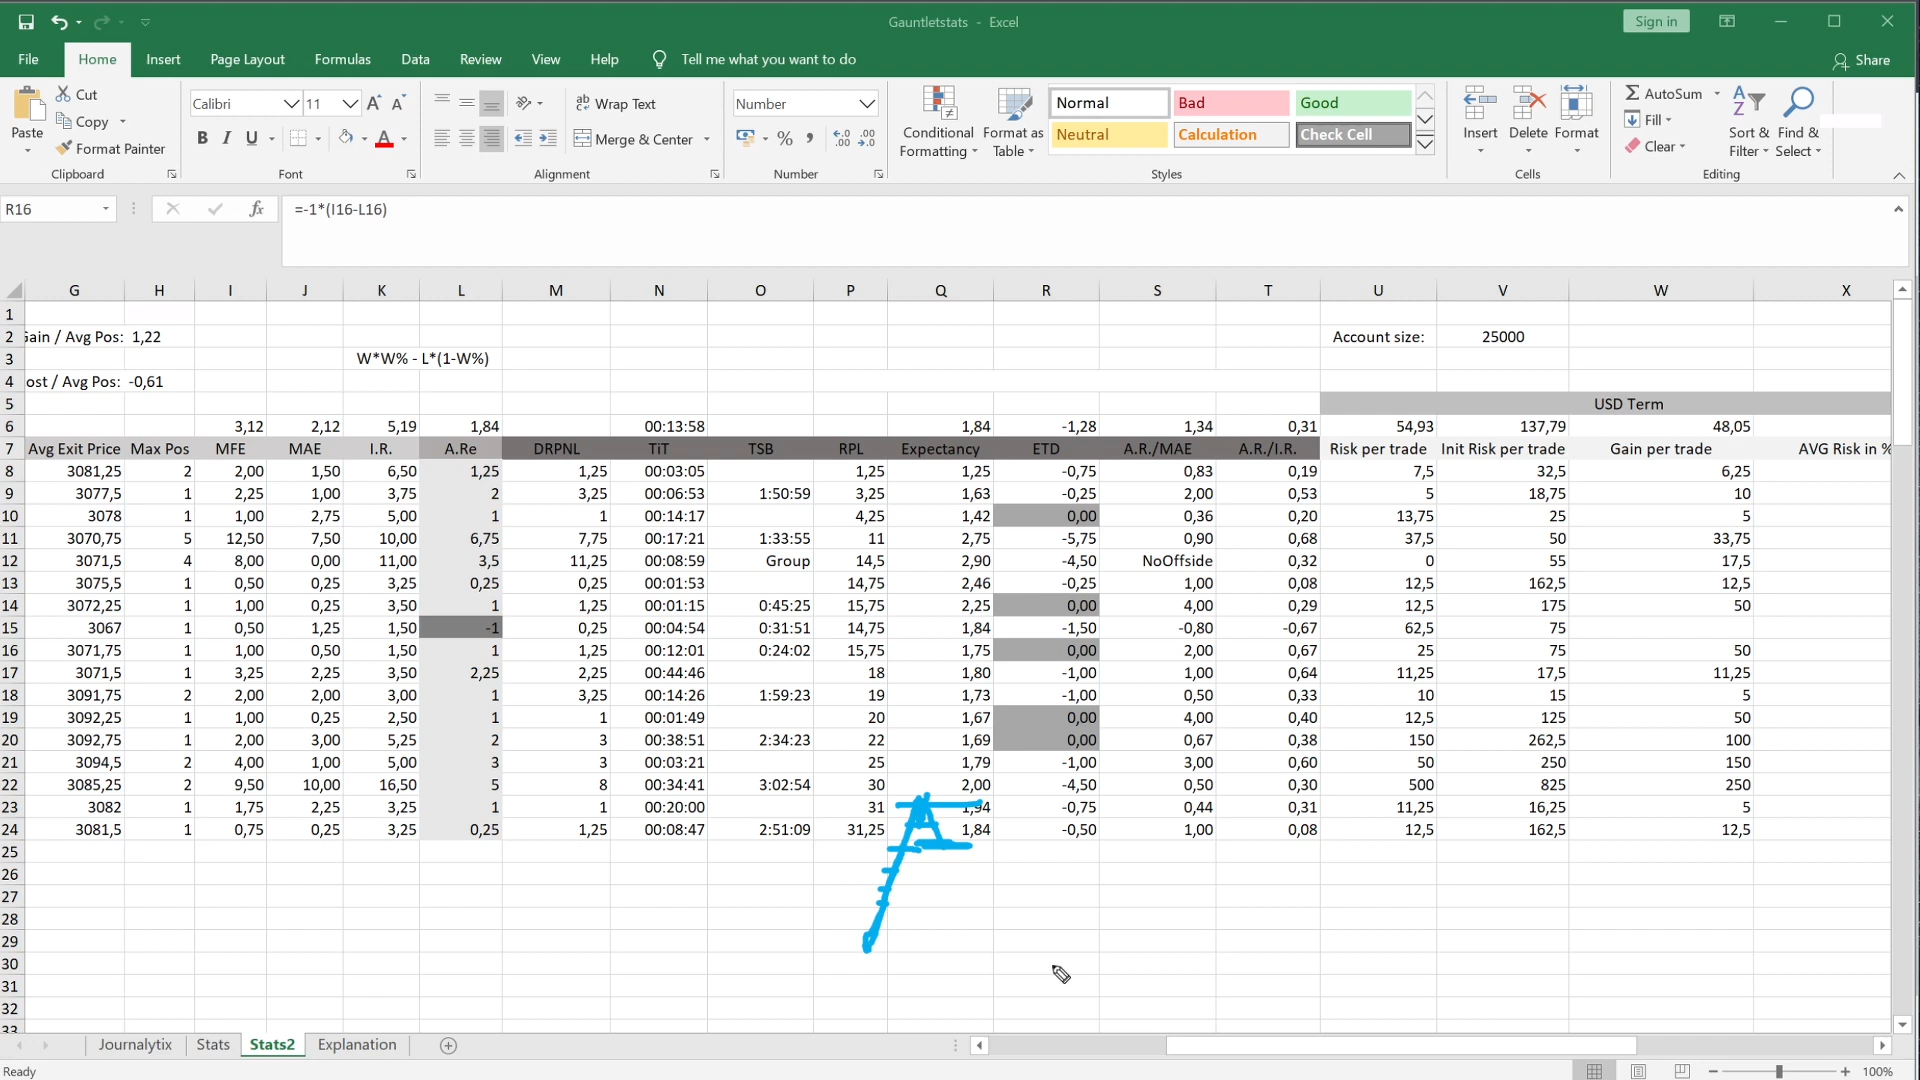 Gauntletstats - Excel
Sign in
File Home Insert Page Layout Formulas Data Review View Help Tell me what you want to do
Share
Paste
Cut
Copy
Format Painter
Clipboard
Calibri 11
B I U
Font
Wrap Text
Merge & Center
Alignment
Number
Number
Conditional Formatting
Format as Table
Normal Bad Good
Neutral Calculation Check Cell
Styles
Insert Delete Format
Cells
AutoSum
Fill
Clear
Sort & Filter
Find & Select
Editing
R16 fx =-1*(I16-L16)
G H I J K L M N O P Q R S T U V W X
1
2 Gain / Avg Pos: 1,22 Account size: 25000
3 W*W% - L*(1-W%)
4 ost / Avg Pos: -0,61
5 USD Term
6 3,12 2,12 5,19 1,84 00:13:58 1,84 -1,28 1,34 0,31 54,93 137,79 48,05
7 Avg Exit Price Max Pos MFE MAE I.R. A.Re DRPNL TiT TSB RPL Expectancy ETD A.R./MAE A.R./I.R. Risk per trade Init Risk per trade Gain per trade AVG Risk in %
8 3081,25 2 2,00 1,50 6,50 1,25 1,25 00:03:05 1,25 1,25 -0,75 0,83 0,19 7,5 32,5 6,25
9 3077,5 1 2,25 1,00 3,75 2 3,25 00:06:53 1:50:59 3,25 1,63 -0,25 2,00 0,53 5 18,75 10
10 3078 1 1,00 2,75 5,00 1 1 00:14:17 4,25 1,42 0,00 0,36 0,20 13,75 25 5
11 3070,75 5 12,50 7,50 10,00 6,75 7,75 00:17:21 1:33:55 11 2,75 -5,75 0,90 0,68 37,5 50 33,75
12 3071,5 4 8,00 0,00 11,00 3,5 11,25 00:08:59 Group 14,5 2,90 -4,50 NoOffside 0,32 0 55 17,5
13 3075,5 1 0,50 0,25 3,25 0,25 0,25 00:01:53 14,75 2,46 -0,25 1,00 0,08 12,5 162,5 12,5
14 3072,25 1 1,00 0,25 3,50 1 1,25 00:01:15 0:45:25 15,75 2,25 0,00 4,00 0,29 12,5 175 50
15 3067 1 0,50 1,25 1,50 -1 0,25 00:04:54 0:31:51 14,75 1,84 -1,50 -0,80 -0,67 62,5 75
16 3071,75 1 1,00 0,50 1,50 1 1,25 00:12:01 0:24:02 15,75 1,75 0,00 2,00 0,67 25 75 50
17 3071,5 1 3,25 2,25 3,50 2,25 2,25 00:44:46 18 1,80 -1,00 1,00 0,64 11,25 17,5 11,25
18 3091,75 2 2,00 2,00 3,00 1 3,25 00:14:26 1:59:23 19 1,73 -1,00 0,50 0,33 10 15 5
19 3092,25 1 1,00 0,25 2,50 1 1 00:01:49 20 1,67 0,00 4,00 0,40 12,5 125 50
20 3092,75 1 2,00 3,00 5,25 2 3 00:38:51 2:34:23 22 1,69 0,00 0,67 0,38 150 262,5 100
21 3094,5 2 4,00 1,00 5,00 3 3 00:03:21 25 1,79 -1,00 3,00 0,60 50 250 150
22 3085,25 2 9,50 10,00 16,50 5 8 00:34:41 3:02:54 30 2,00 -4,50 0,50 0,30 500 825 250
23 3082 1 1,75 2,25 3,25 1 1 00:20:00 31 1,94 -0,75 0,44 0,31 11,25 16,25 5
24 3081,5 1 0,75 0,25 3,25 0,25 1,25 00:08:47 2:51:09 31,25 1,84 -0,50 1,00 0,08 12,5 162,5 12,5
25
26
27
28
29
30
31
32
33
Journalytix Stats Stats2 Explanation
Ready 100%